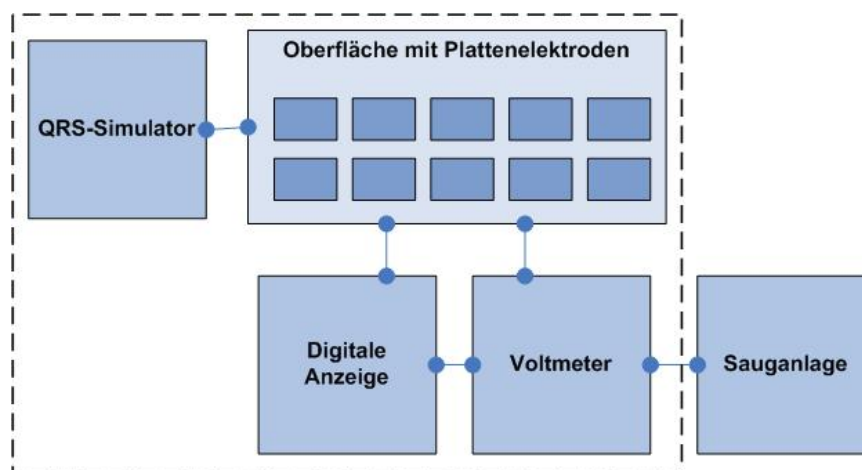 Oberfläche mit Plattenelektroden
QRS-Simulator
Digitale
Anzeige
Voltmeter
Sauganlage